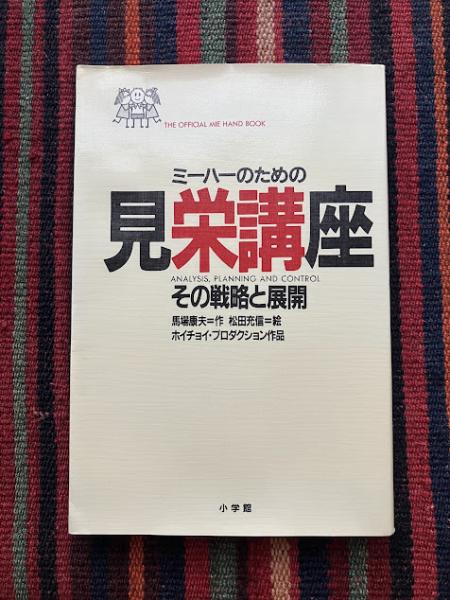 THE OFFICIAL MIE HAND BOOK
ミーハーのための
見栄講座
ANALYSIS, PLANNING AND CONTROL
その戦略と展開
馬場康夫=作 松田充信=絵
ホイチョイ・プロダクション作品
小学館